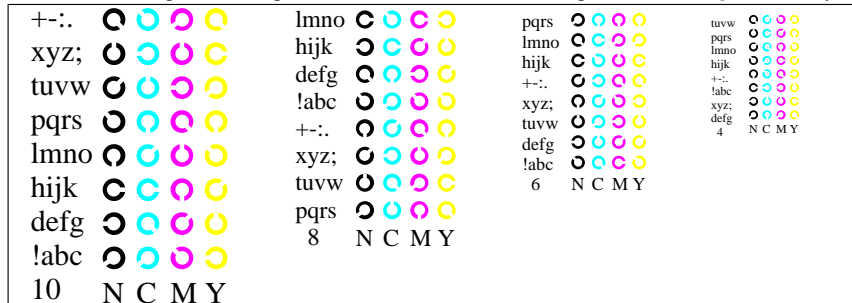 +-:.
xyz;
tuvw
pqrs
lmno
hijk
defg
!abc
10 N C M Y
lmno
hijk
defg
!abc
+-:.
xyz;
tuvw
pqrs
8 N C M Y
pqrs
lmno
hijk
+-:.
xyz;
tuvw
defg
!abc
6 N C M Y
tuvw
pqrs
lmno
hijk
+-:.
!abc
xyz;
defg
4 N C M Y